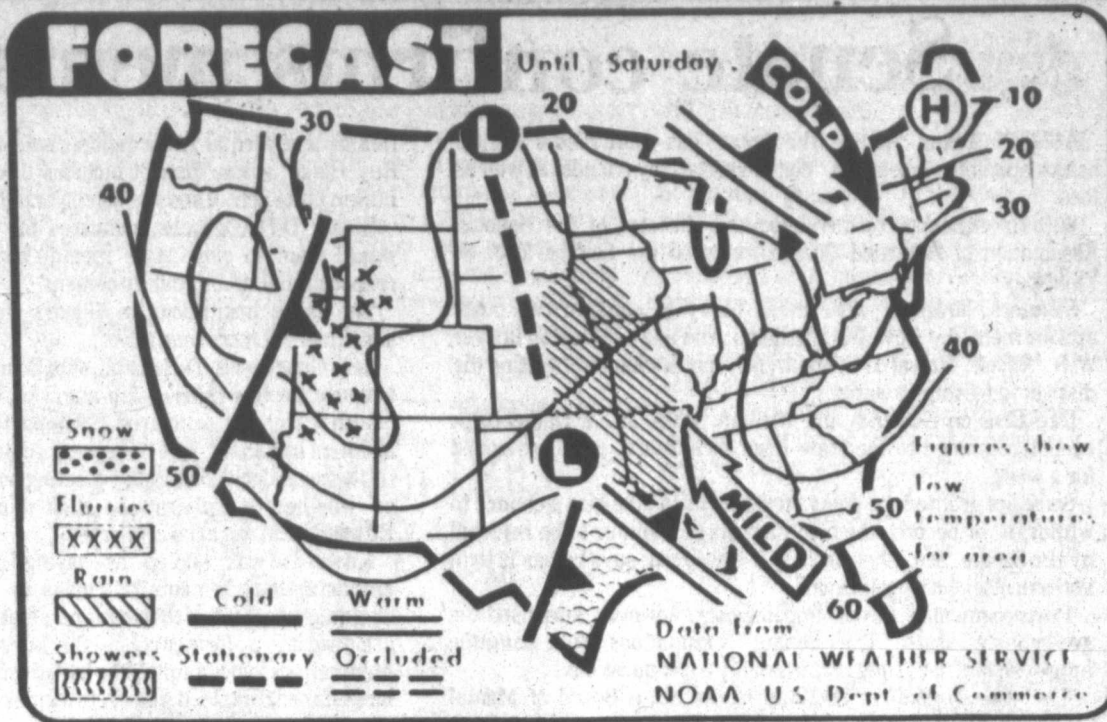 FORECAST
Until Saturday
COLD
H
L
30
20
10
20
30
40
40
50
L
MILD
50
60
Snow
Flurries
XXXX
Rain
Showers
Cold
Warm
Stationary
Occluded
Figures show
low
temperatures
for area
Data from
NATIONAL WEATHER SERVICE
NOAA U.S. Dept of Commerce